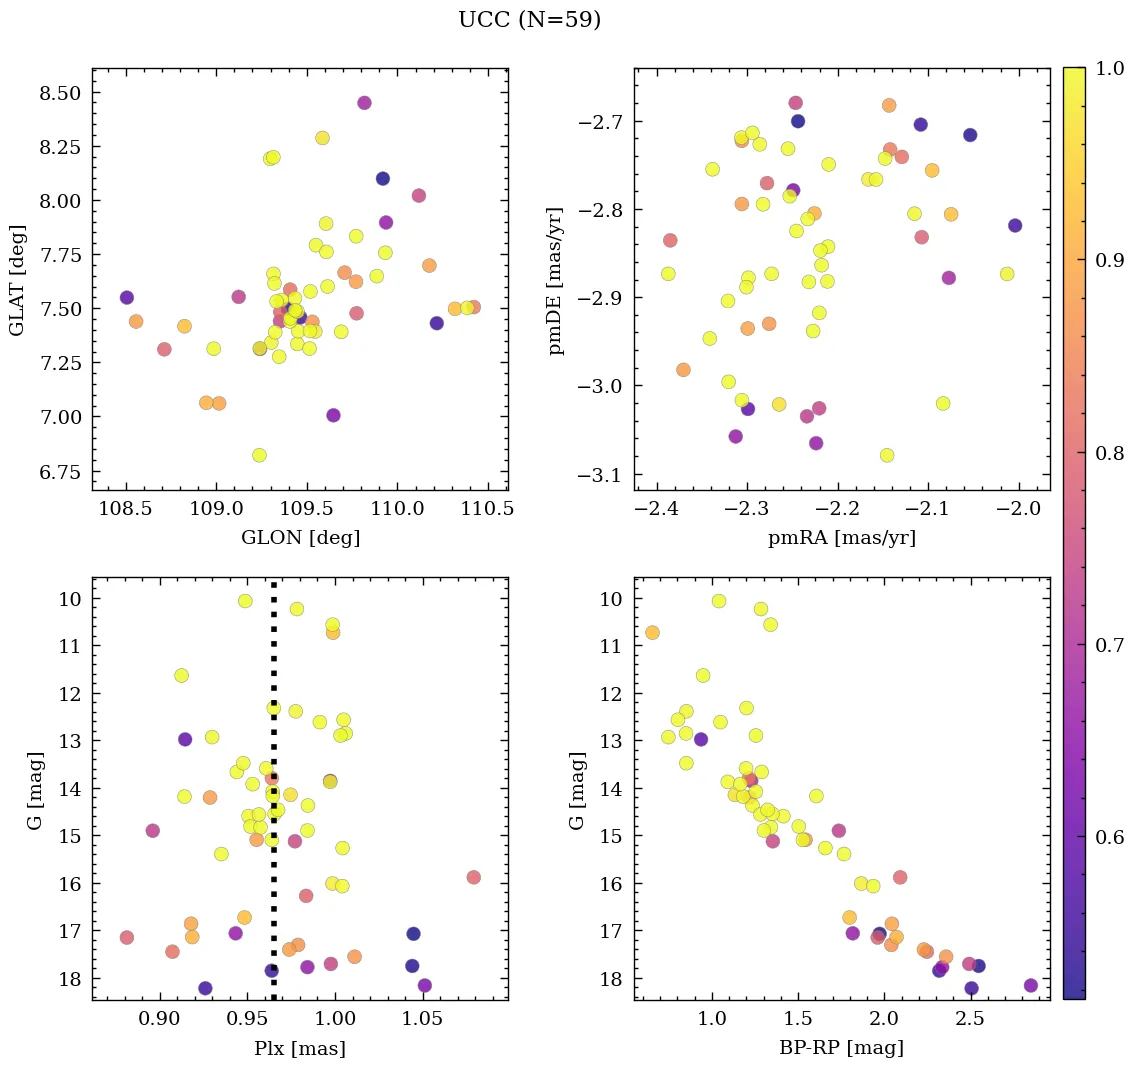 UCC (N=59)
8.50
8.25
8.00
7.75
7.50
7.25
7.00
6.75
GLAT [deg]
108.5 109.0 109.5 110.0 110.5
GLON [deg]
−2.7
−2.8
−2.9
−3.0
−3.1
pmDE [mas/yr]
−2.4 −2.3 −2.2 −2.1 −2.0
pmRA [mas/yr]
10
11
12
13
14
15
16
17
18
G [mag]
0.90 0.95 1.00 1.05
Plx [mas]
10
11
12
13
14
15
16
17
18
G [mag]
1.0 1.5 2.0 2.5
BP-RP [mag]
1.0
0.9
0.8
0.7
0.6